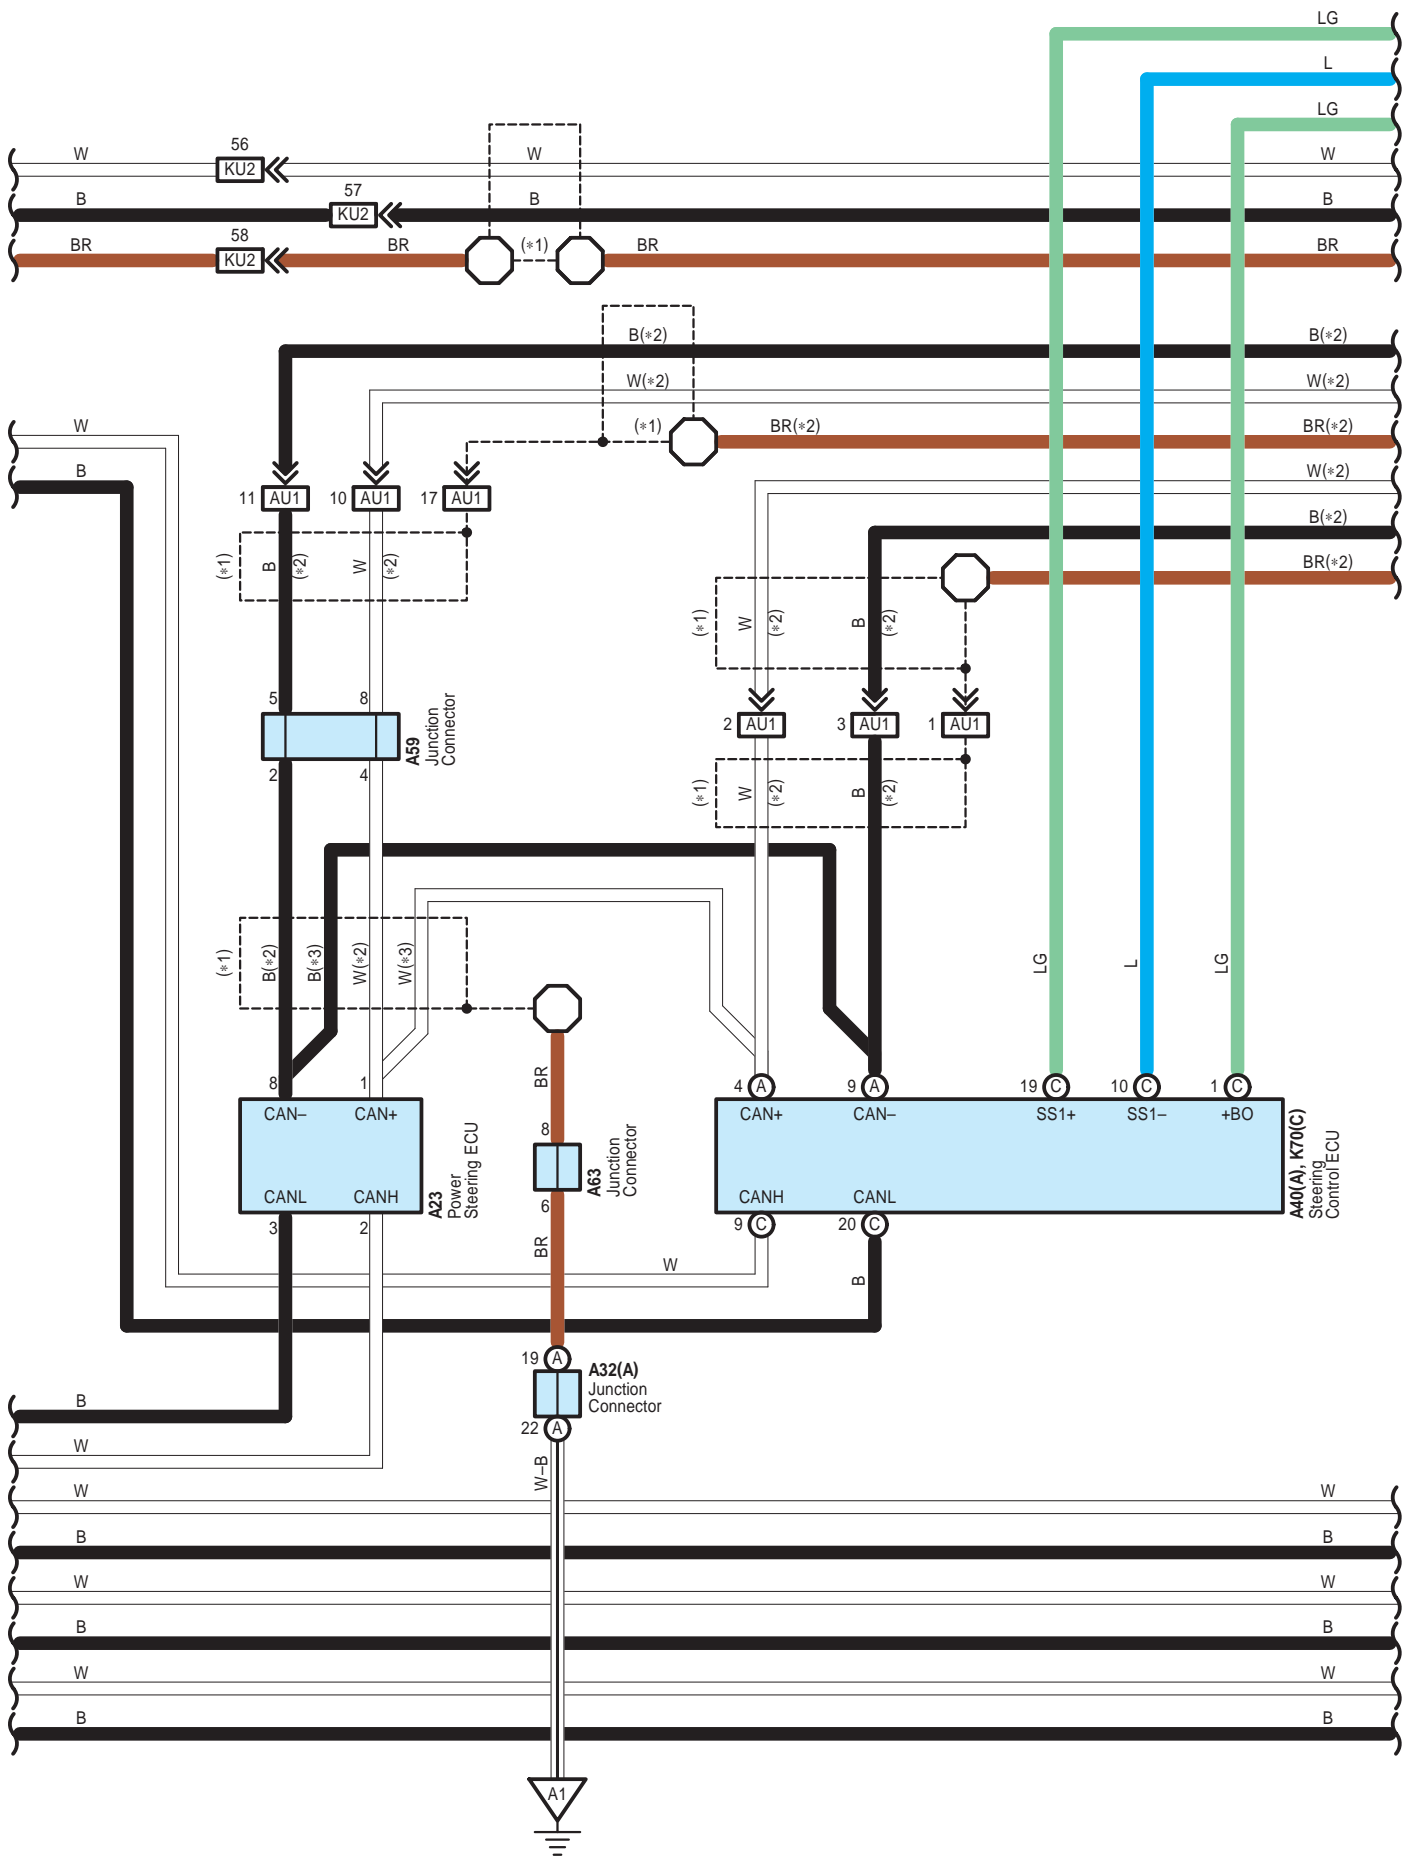 LG
L
LG
56
W
KU2
W
W
57
B
KU2
B
B
58
BR
KU2
BR
(∗1)
BR
BR
B(∗2)
B(∗2)
W(∗2)
W(∗2)
W
(∗1)
BR(∗2)
BR(∗2)
B
W(∗2)
11 AU1
10 AU1
17 AU1
B(∗2)
(∗1)
B
(∗2)
W
(∗2)
BR(∗2)
(∗1)
W
(∗2)
B
(∗2)
5
8
A59
Junction
Connector
2
4
2 AU1
3 AU1
1 AU1
(∗1)
W
(∗2)
B
(∗2)
(∗1)
B(∗2)
B(∗3)
W(∗2)
W(∗3)
LG
L
LG
BR
8
1
4 A
9 A
19 C
10 C
1 C
CAN–
CAN+
CANL
CANH
A23
Power
Steering ECU
3
2
8
A63
Junction
Connector
6
BR
CAN+
CAN–
SS1+
SS1–
+BO
CANH
CANL
A40(A), K70(C)
Steering
Control ECU
9 C
20 C
W
B
19 A
A32(A)
Junction
Connector
22 A
B
W
W–B
W
W
B
B
W
W
B
B
W
W
B
B
A1